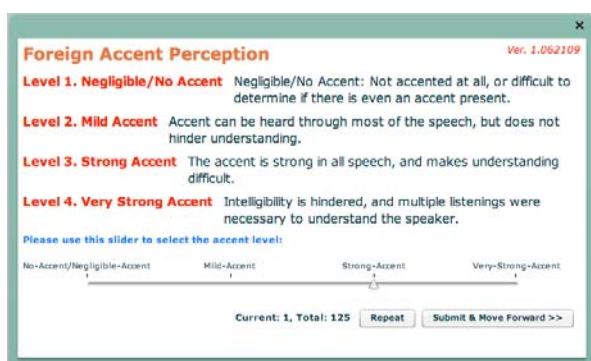 ×
Foreign Accent Perception
Ver. 1.062109
Level 1. Negligible/No Accent Negligible/No Accent: Not accented at all, or difficult to
determine if there is even an accent present.
Level 2. Mild Accent Accent can be heard through most of the speech, but does not
hinder understanding.
Level 3. Strong Accent The accent is strong in all speech, and makes understanding
difficult.
Level 4. Very Strong Accent Intelligibility is hindered, and multiple listenings were
necessary to understand the speaker.
Please use this slider to select the accent level:
No-Accent/Negligible-Accent Mild-Accent Strong-Accent Very-Strong-Accent
Current: 1, Total: 125 Repeat Submit & Move Forward >>